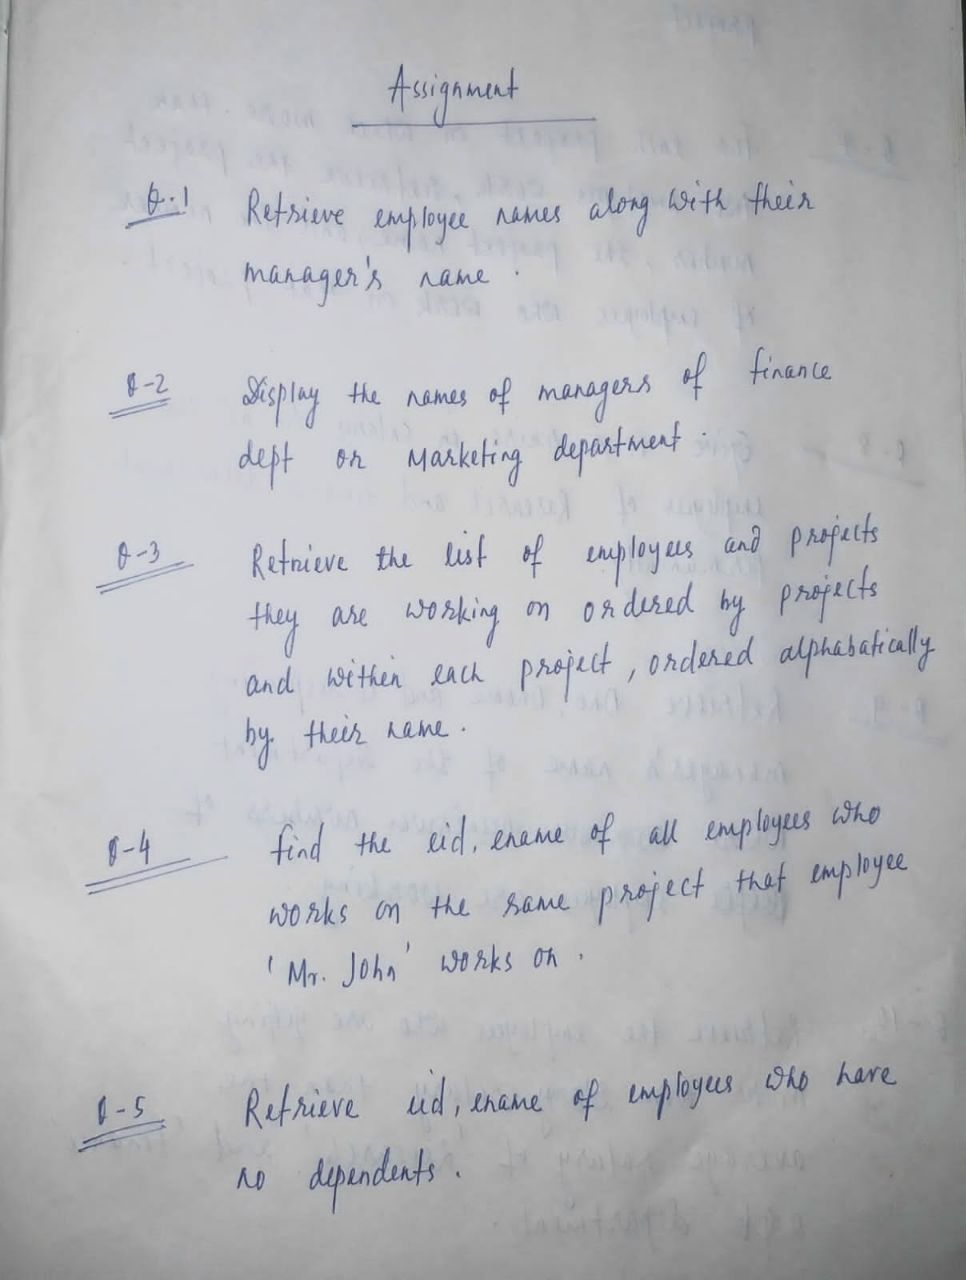 Assignment
Q.1 Retrieve employee names along with their
manager's name.
Q-2 Display the names of managers of finance
dept or Marketing department.
Q-3 Retrieve the list of employees and projects
they are working on ordered by projects
and within each project, ordered alphabatically
by their name.
Q-4 find the eid, ename of all employees who
works on the same project that employee
'Mr. John' works on.
Q-5 Retrieve eid, ename of employees who have
no dependents.